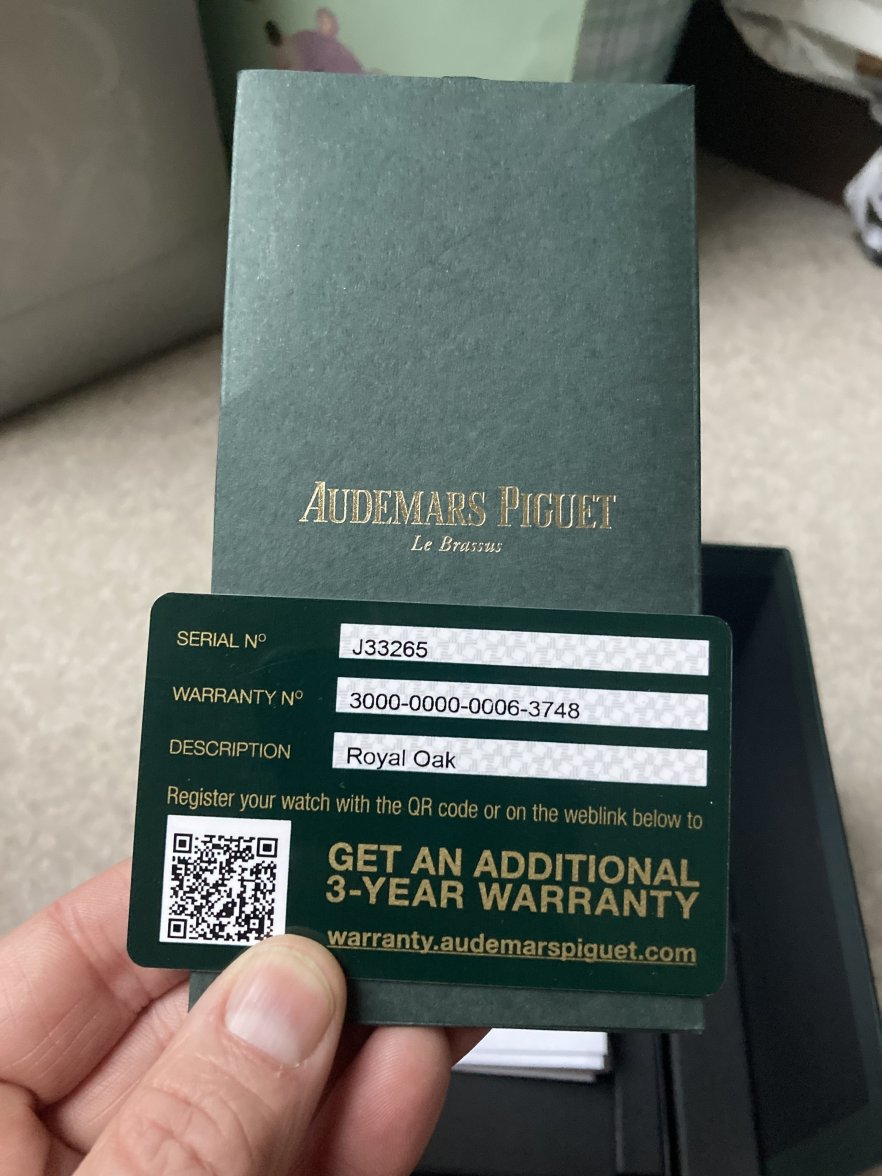 AUDEMARS PIGUET
Le Brassus
SERIAL Nº J33265
WARRANTY Nº 3000-0000-0006-3748
DESCRIPTION Royal Oak
Register your watch with the QR code or on the weblink below to
GET AN ADDITIONAL
3-YEAR WARRANTY
warranty.audemarspiguet.com